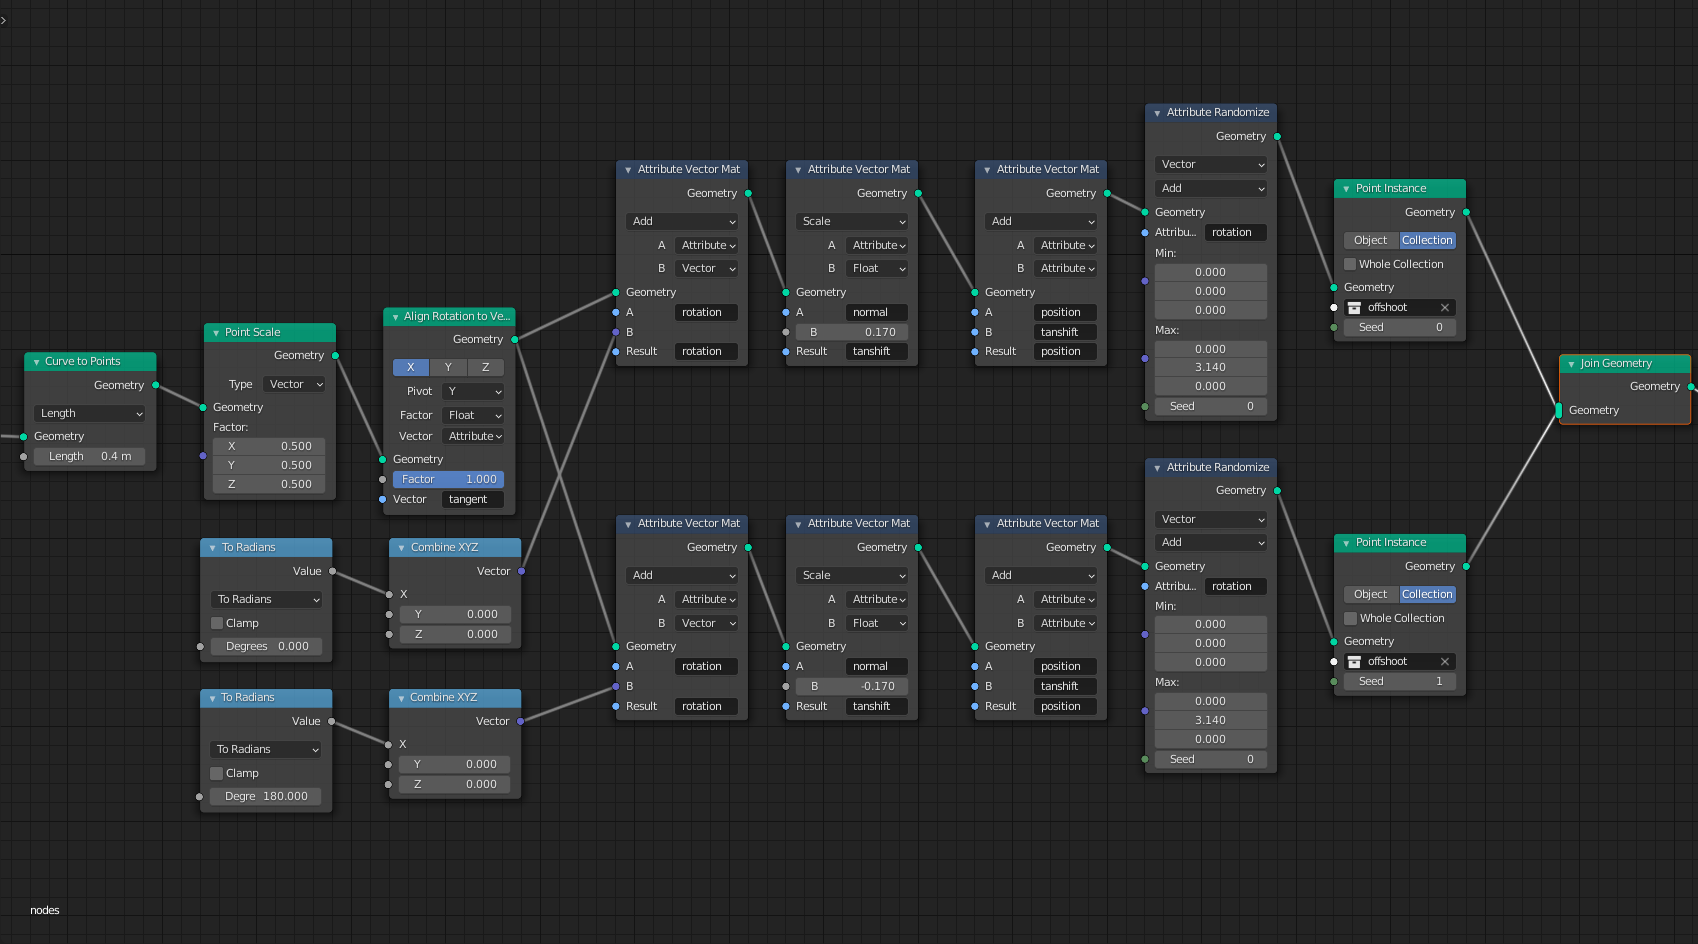 Curve to Points
Geometry
Length
Geometry
Length 0.4 m
Point Scale
Geometry
Type Vector
Geometry
Factor:
X 0.500
Y 0.500
Z 0.500
Align Rotation to Ve...
Geometry
X Y Z
Pivot Y
Factor Float
Vector Attribute
Geometry
Factor 1.000
Vector tangent
To Radians
Value
To Radians
Clamp
Degrees 0.000
Combine XYZ
Vector
X
Y 0.000
Z 0.000
To Radians
Value
To Radians
Clamp
Degre 180.000
Combine XYZ
Vector
X
Y 0.000
Z 0.000
Attribute Vector Mat
Geometry
Add
A Attribute
B Vector
Geometry
A rotation
B
Result rotation
Attribute Vector Mat
Geometry
Scale
A Attribute
B Float
Geometry
A normal
B 0.170
Result tanshift
Attribute Vector Mat
Geometry
Add
A Attribute
B Attribute
Geometry
A position
B tanshift
Result position
Attribute Randomize
Geometry
Vector
Add
Geometry
Attribu... rotation
Min:
0.000
0.000
0.000
Max:
0.000
3.140
0.000
Seed 0
Point Instance
Geometry
Object Collection
Whole Collection
Geometry
offshoot
Seed 0
Attribute Vector Mat
Geometry
Add
A Attribute
B Vector
Geometry
A rotation
B
Result rotation
Attribute Vector Mat
Geometry
Scale
A Attribute
B Float
Geometry
A normal
B -0.170
Result tanshift
Attribute Vector Mat
Geometry
Add
A Attribute
B Attribute
Geometry
A position
B tanshift
Result position
Attribute Randomize
Geometry
Vector
Add
Geometry
Attribu... rotation
Min:
0.000
0.000
0.000
Max:
0.000
3.140
0.000
Seed 0
Point Instance
Geometry
Object Collection
Whole Collection
Geometry
offshoot
Seed 1
Join Geometry
Geometry
Geometry
nodes